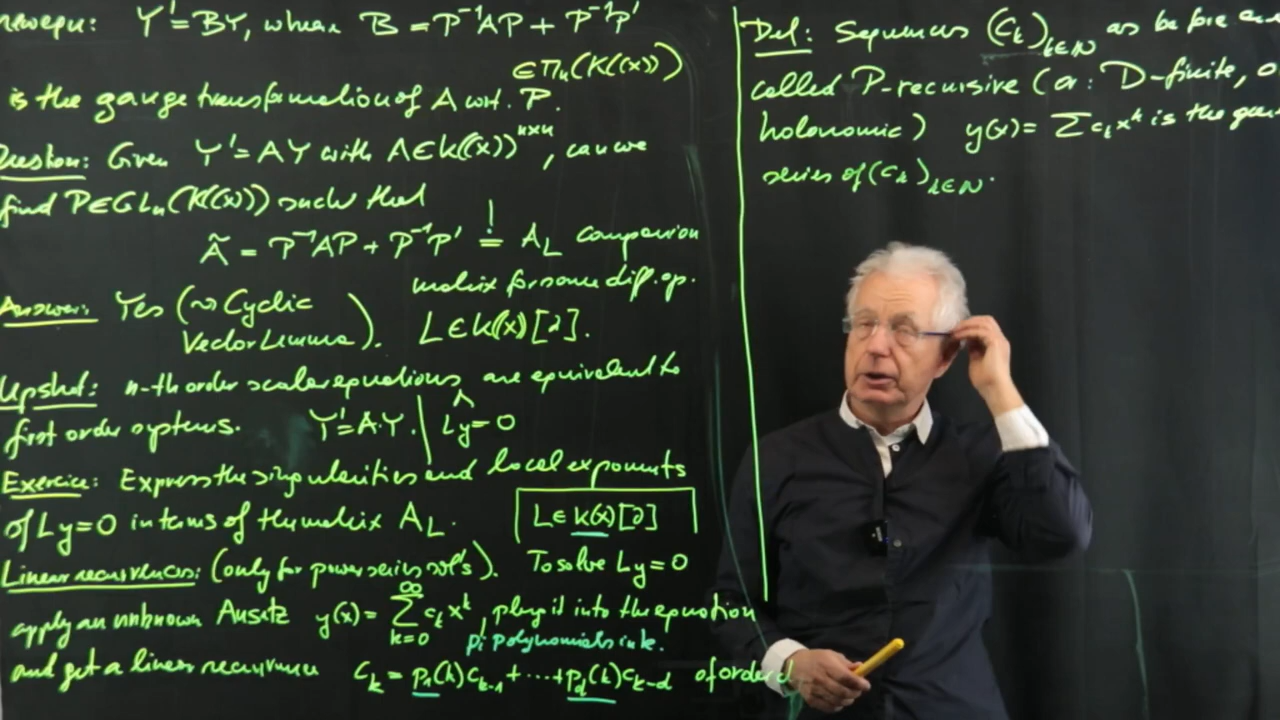 Y' = BY, where B = P⁻¹AP + P⁻¹P'
∈ Mn(K((x)))
is the gauge transformation of A wrt. P.
Question: Given Y' = AY with A ∈ K((x))ⁿˣⁿ, can we
find P ∈ GLn(K((x))) such that
Ã = P⁻¹AP + P⁻¹P' =! A_L companion
matrix for some diff. op.
Answer: Yes (~> Cyclic Vector Lemma). L ∈ K((x))[∂].
Upshot: n-th order scalar equations are equivalent to
first order systems. Y' = A·Y. | Ly = 0
Exercise: Express the singularities and local exponents
of Ly = 0 in terms of the matrix A_L. L ∈ k(x)[∂]
Linear recurrences: (only for power series sol's). To solve Ly = 0
apply an unknown Ansatz y(x) = ∑_{k=0}^∞ c_k x^k, plug it into the equation
p_i polynomials in k.
and get a linear recurrence c_k = p_1(k)c_{k-1} + ⋯ + p_d(k)c_{k-d} of order d
Def: Sequences (c_k)_{k∈ℕ} as before
called P-recursive (or: D-finite,
holonomic) y(x) = ∑ c_k x^k is the
series of (c_k)_{k∈ℕ}.